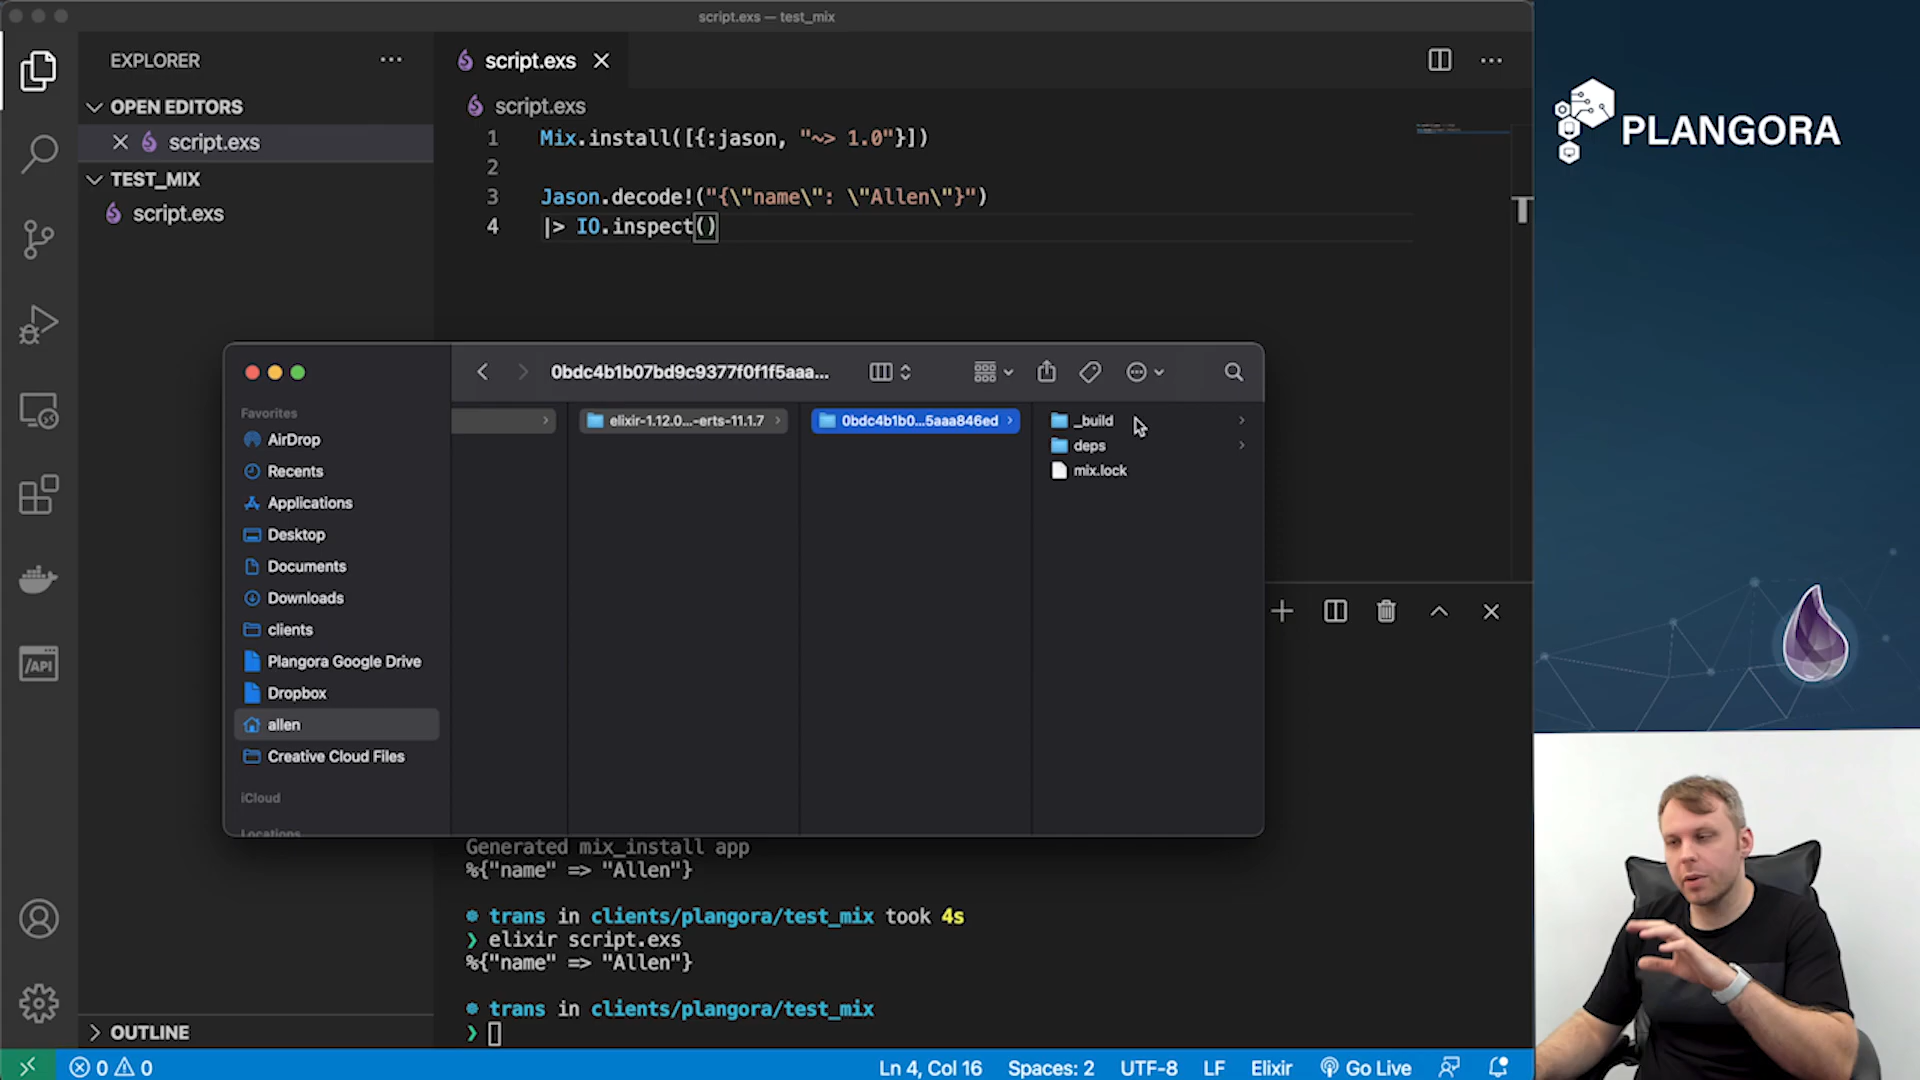 script.exs — test_mix
EXPLORER
script.exs
OPEN EDITORS
script.exs
TEST_MIX
script.exs
script.exs
1 Mix.install([{:jason, "~> 1.0"}])
2
3 Jason.decode!("{\"name\": \"Allen\"}")
4 |> IO.inspect()
PLANGORA
T
0bdc4b1b07bd9c9377f0f1f5aaa...
Favorites
AirDrop
Recents
Applications
Desktop
Documents
Downloads
clients
Plangora Google Drive
Dropbox
allen
Creative Cloud Files
iCloud
Locations
elixir-1.12.0...-erts-11.1.7
0bdc4b1b0...5aaa846ed
_build
deps
mix.lock
Generated mix_install app
%{"name" => "Allen"}
trans in clients/plangora/test_mix took 4s
❯ elixir script.exs
%{"name" => "Allen"}
trans in clients/plangora/test_mix
❯
/API
OUTLINE
0 0
Ln 4, Col 16
Spaces: 2
UTF-8
LF
Elixir
Go Live